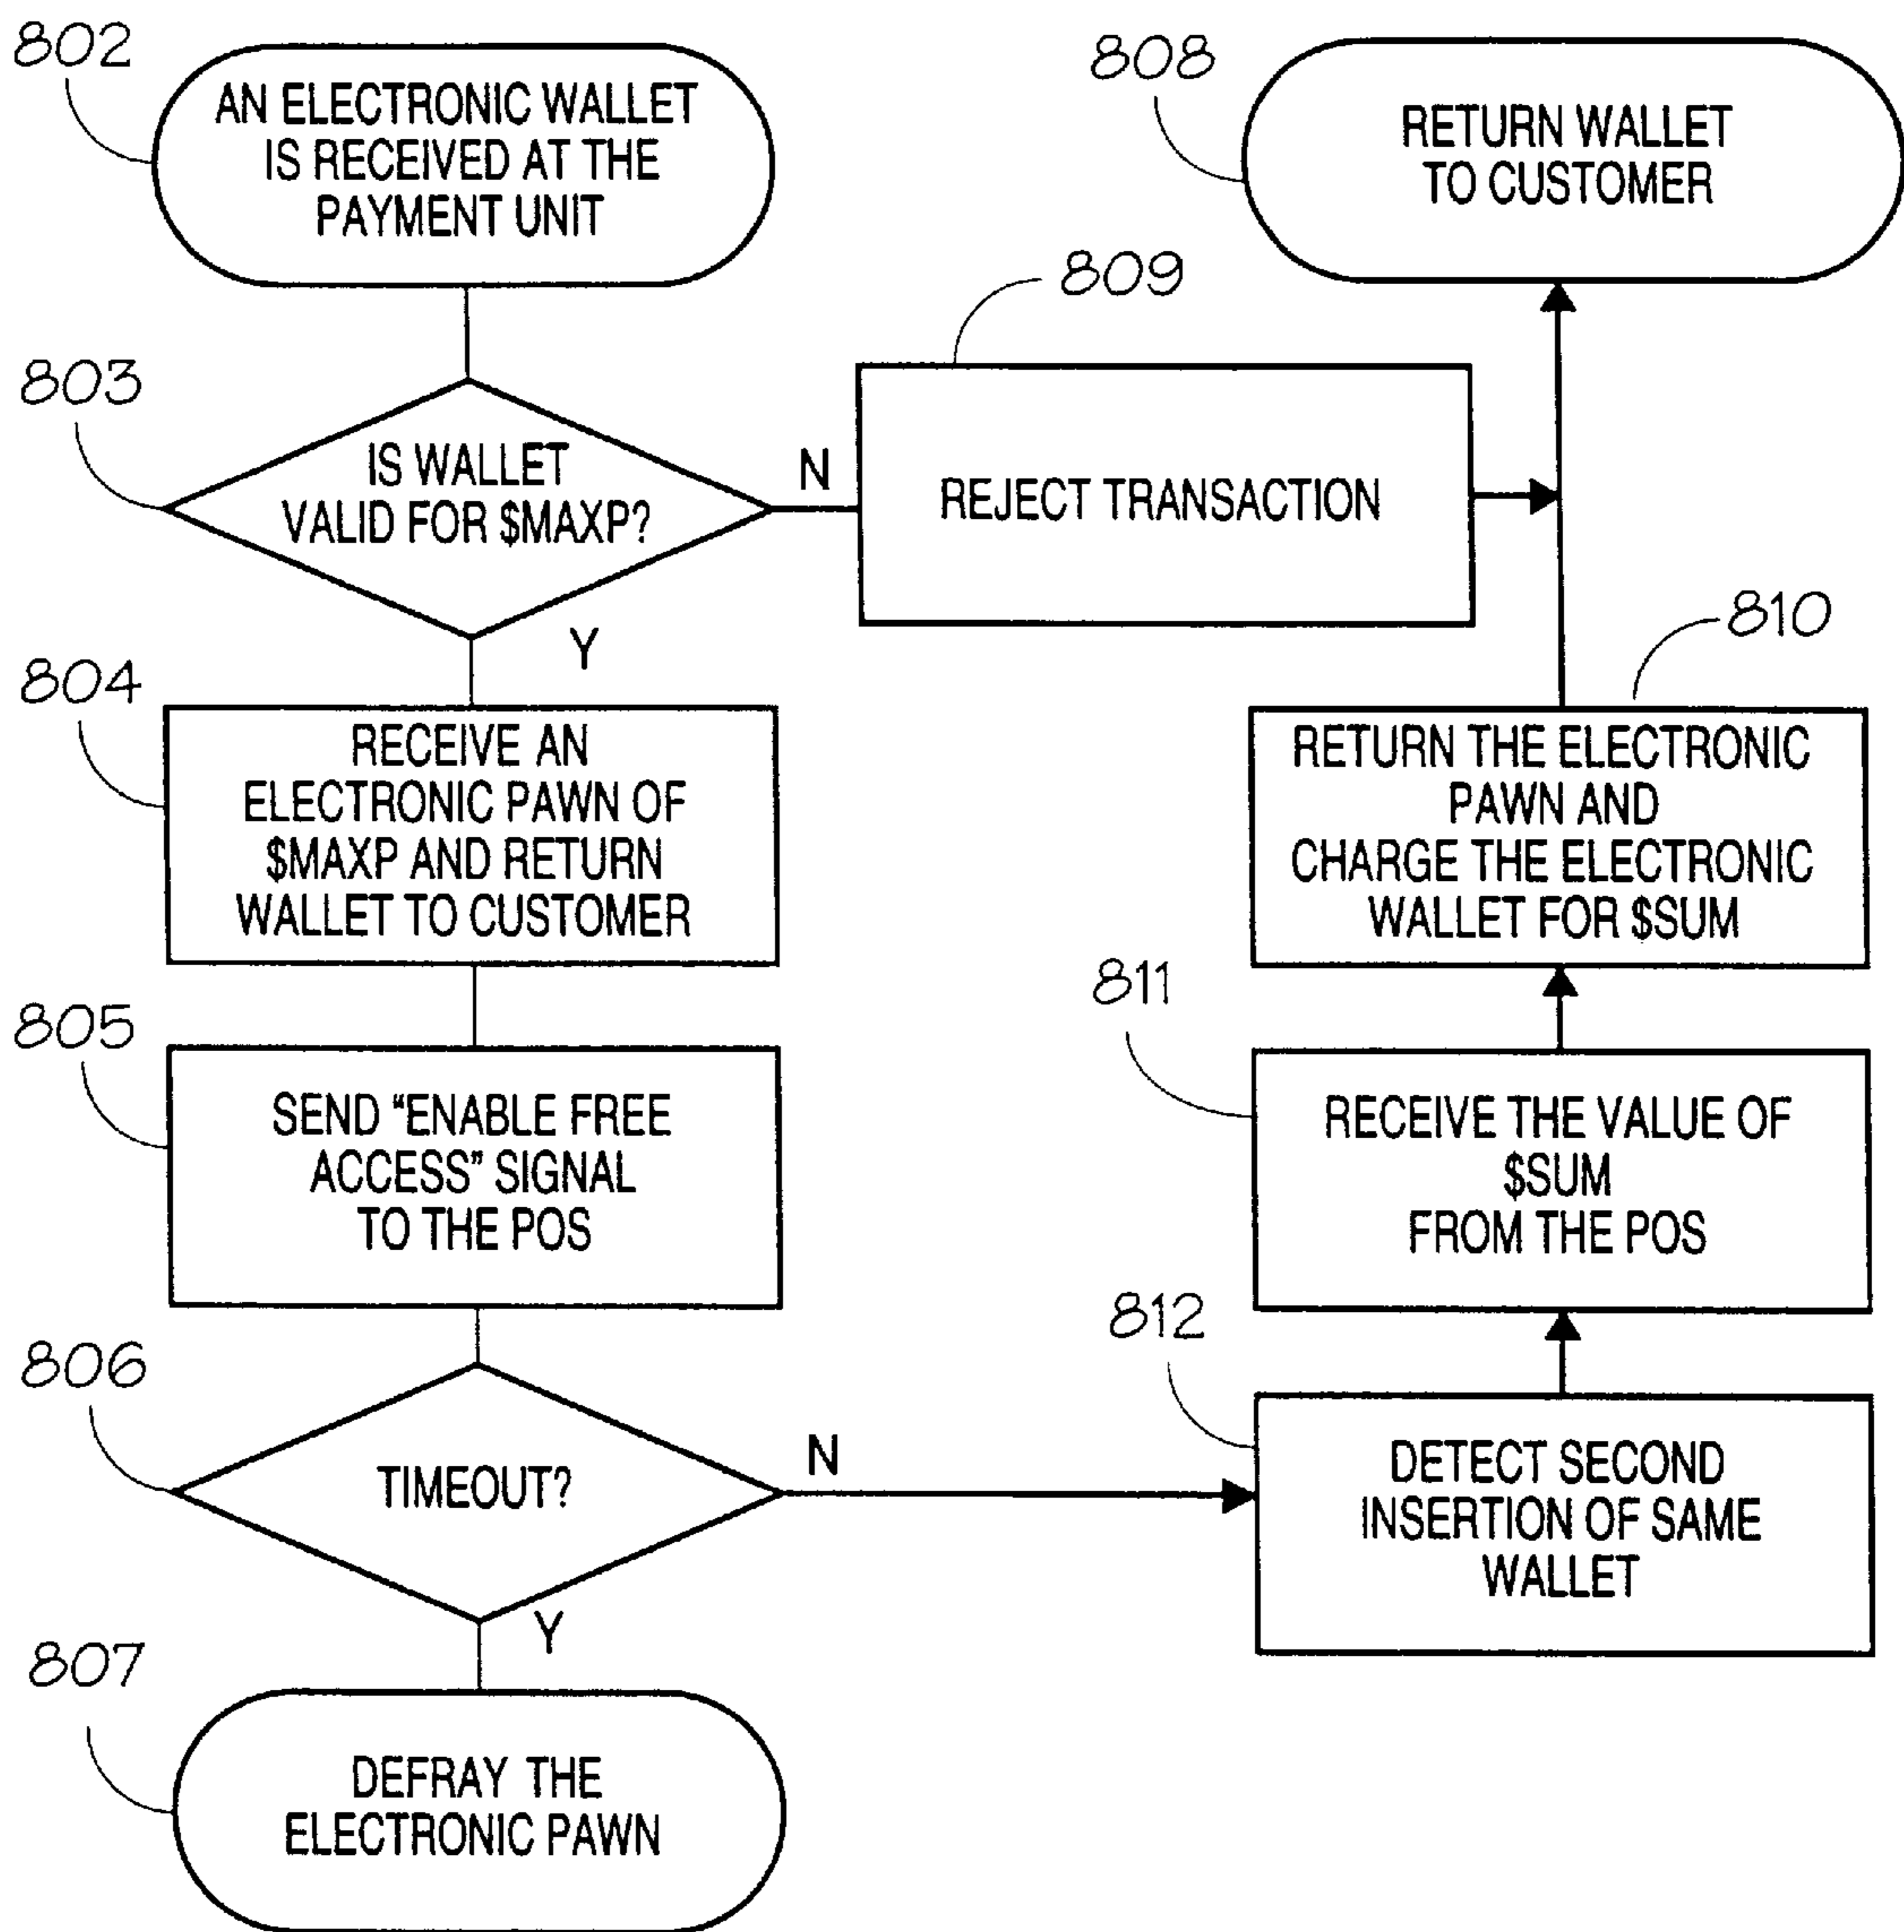 802
AN ELECTRONIC WALLET
IS RECEIVED AT THE
PAYMENT UNIT
808
RETURN WALLET
TO CUSTOMER
803
IS WALLET
VALID FOR $MAXP?
N
Y
809
REJECT TRANSACTION
804
RECEIVE AN
ELECTRONIC PAWN OF
$MAXP AND RETURN
WALLET TO CUSTOMER
810
RETURN THE ELECTRONIC
PAWN AND
CHARGE THE ELECTRONIC
WALLET FOR $SUM
805
SEND “ENABLE FREE
ACCESS” SIGNAL
TO THE POS
811
RECEIVE THE VALUE OF
$SUM
FROM THE POS
806
TIMEOUT?
N
Y
812
DETECT SECOND
INSERTION OF SAME
WALLET
807
DEFRAY THE
ELECTRONIC PAWN